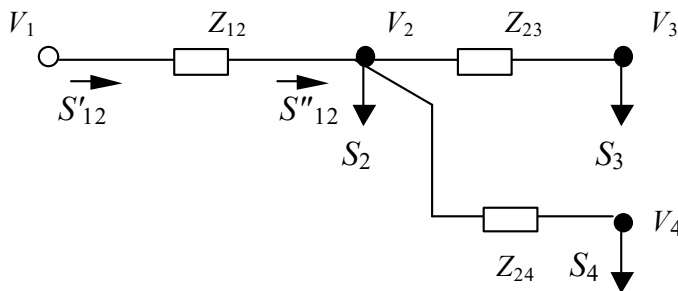 V₁ Z₁₂ V₂ Z₂₃ V₃
S′₁₂ S″₁₂
S₂ S₃
V₄
Z₂₄ S₄